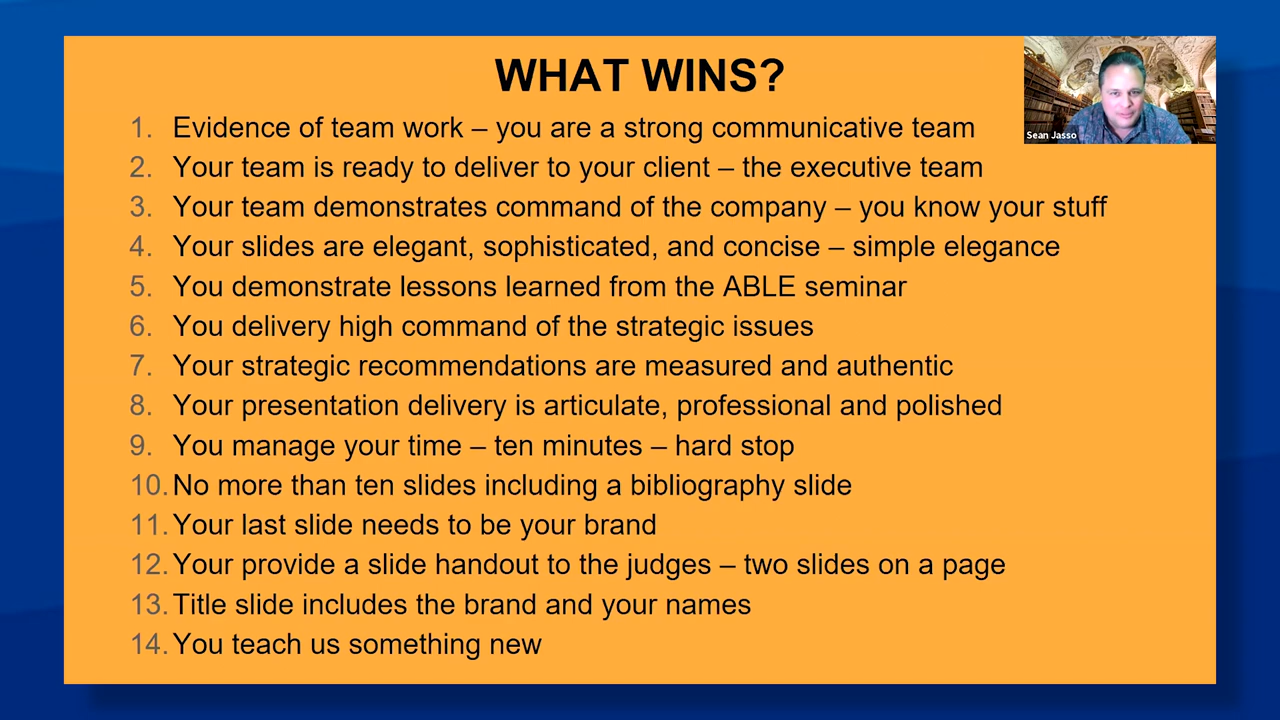 WHAT WINS?
Sean Jasso
1. Evidence of team work – you are a strong communicative team
2. Your team is ready to deliver to your client – the executive team
3. Your team demonstrates command of the company – you know your stuff
4. Your slides are elegant, sophisticated, and concise – simple elegance
5. You demonstrate lessons learned from the ABLE seminar
6. You delivery high command of the strategic issues
7. Your strategic recommendations are measured and authentic
8. Your presentation delivery is articulate, professional and polished
9. You manage your time – ten minutes – hard stop
10. No more than ten slides including a bibliography slide
11. Your last slide needs to be your brand
12. Your provide a slide handout to the judges – two slides on a page
13. Title slide includes the brand and your names
14. You teach us something new